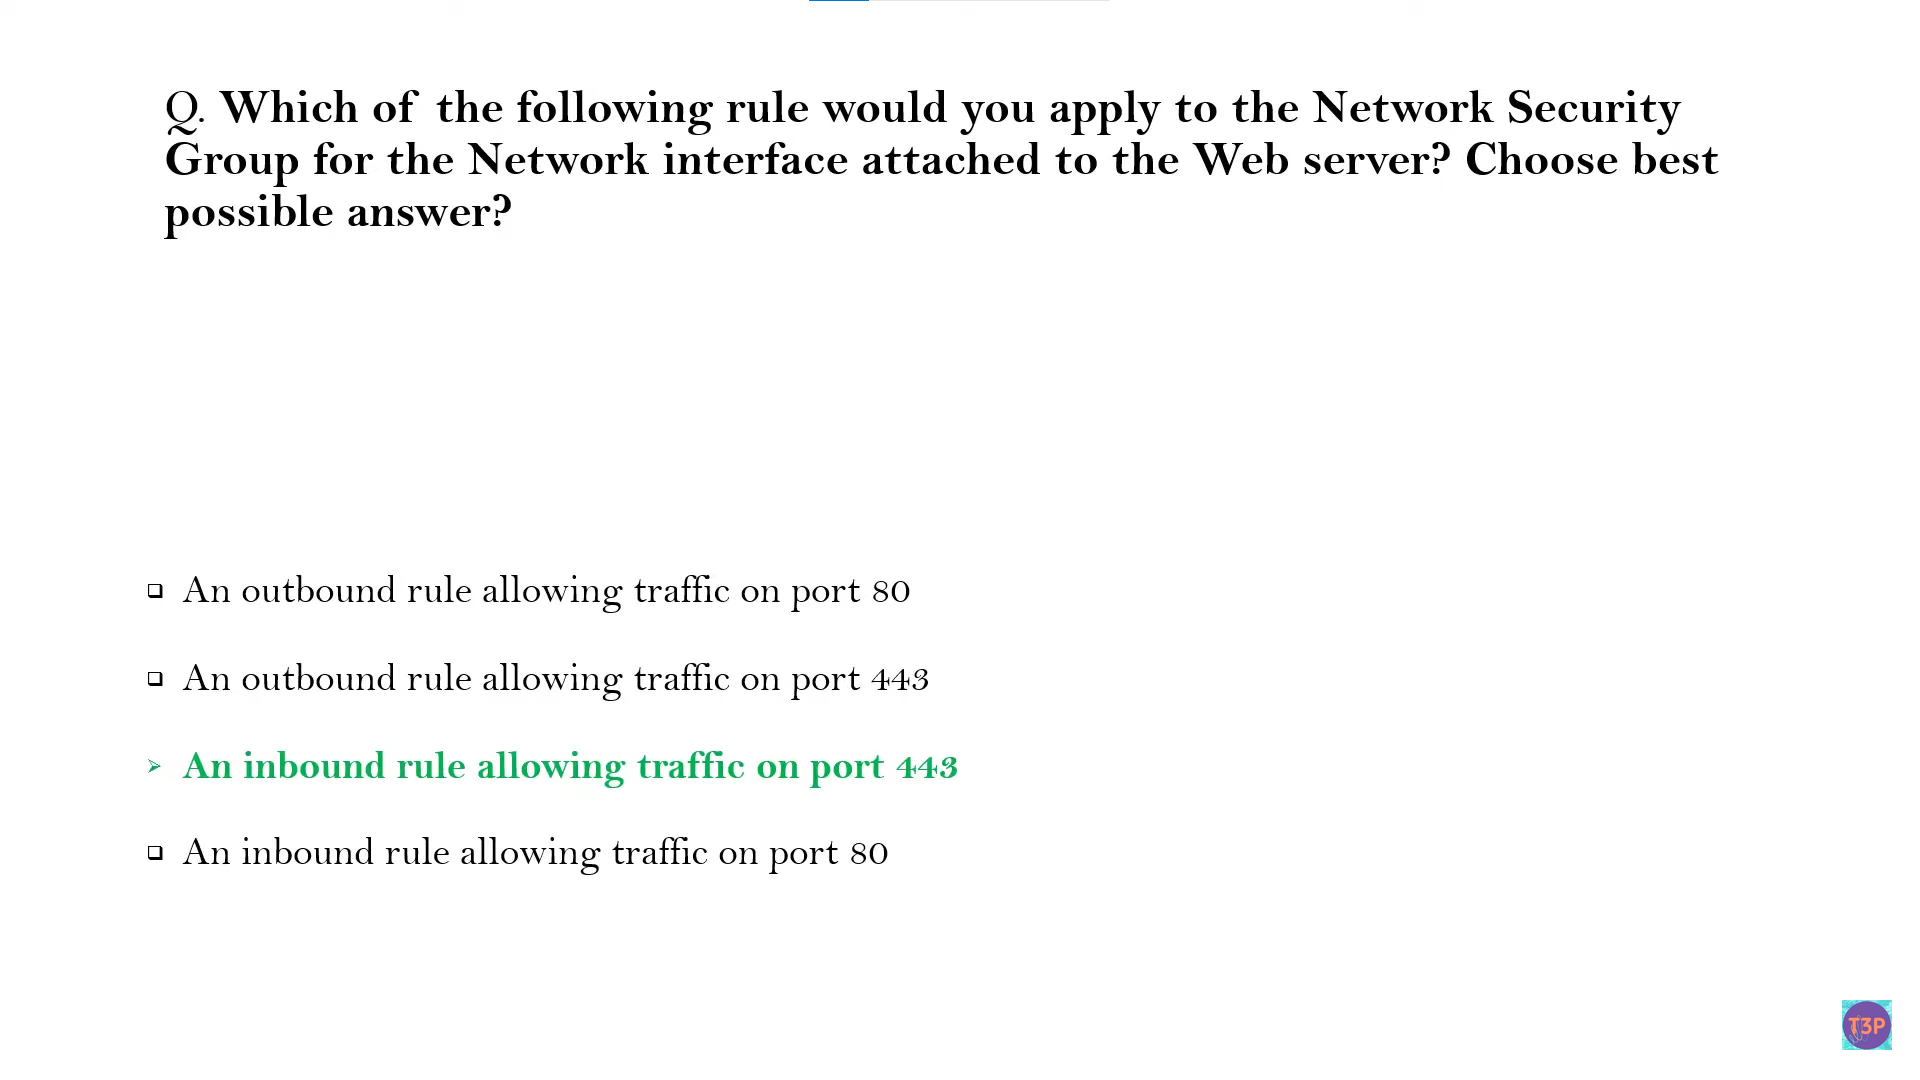 Q. Which of the following rule would you apply to the Network Security
Group for the Network interface attached to the Web server? Choose best
possible answer?
An outbound rule allowing traffic on port 80
An outbound rule allowing traffic on port 443
An inbound rule allowing traffic on port 443
An inbound rule allowing traffic on port 80
T3P